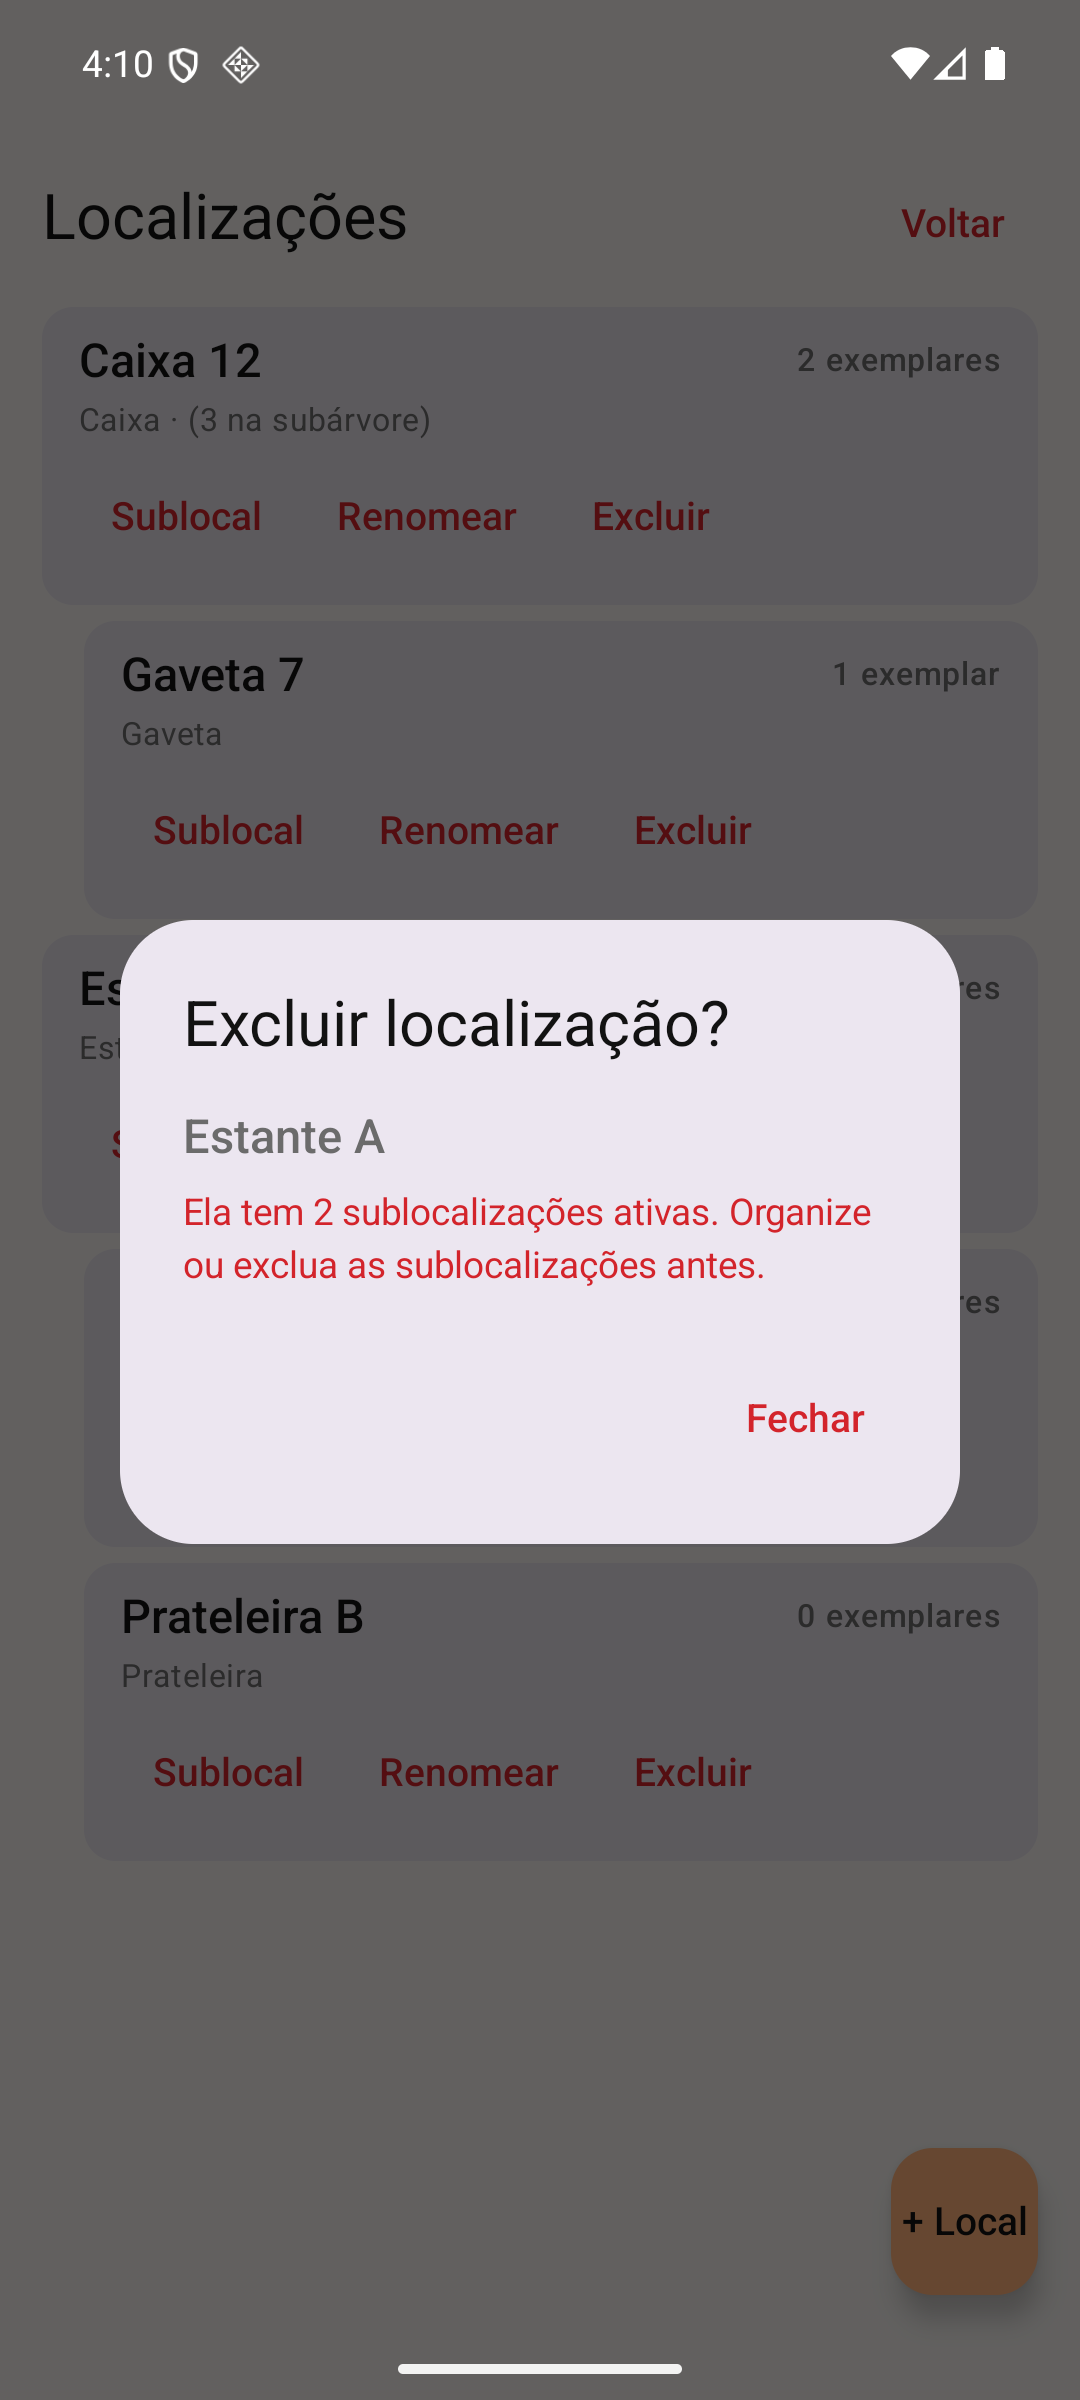 4:10
Localizações
Voltar
Caixa 12
2 exemplares
Caixa · (3 na subárvore)
Sublocal Renomear Excluir
Gaveta 7
1 exemplar
Gaveta
Sublocal Renomear Excluir
Excluir localização?
Estante A
Ela tem 2 sublocalizações ativas. Organize
ou exclua as sublocalizações antes.
Fechar
Prateleira B
0 exemplares
Prateleira
Sublocal Renomear Excluir
+ Local